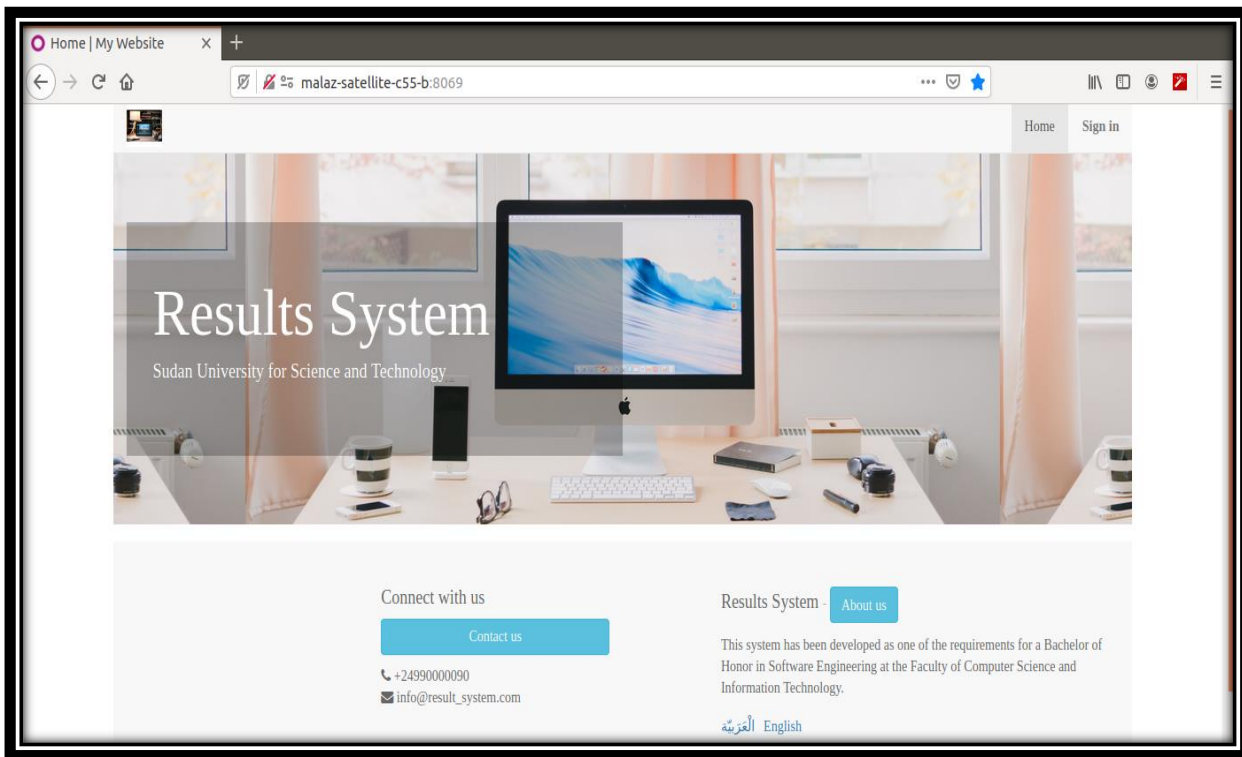 Home | My Website
malaz-satellite-c55-b:8069
Home Sign in
Results System
Sudan University for Science and Technology
Connect with us
Contact us
+24990000090
info@result_system.com
Results System - About us
This system has been developed as one of the requirements for a Bachelor of
Honor in Software Engineering at the Faculty of Computer Science and
Information Technology.
الْعَرَبيّة English